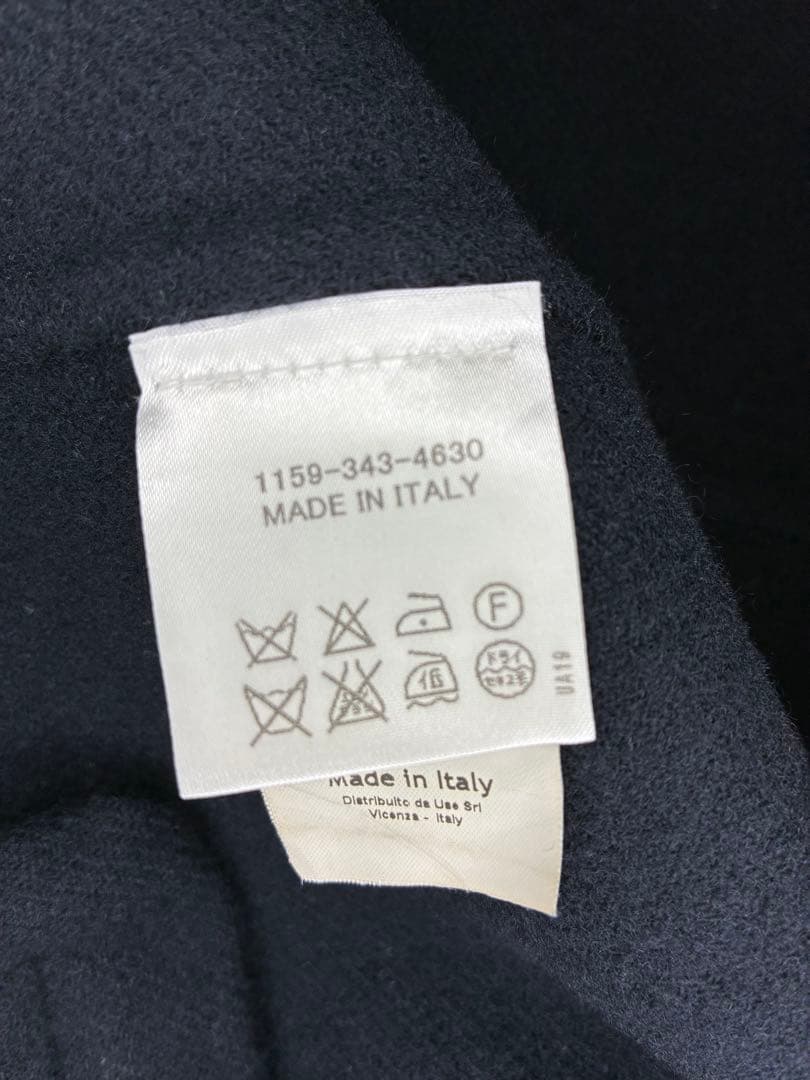 1159-343-4630
MADE IN ITALY
F
低
ドライ
セキユ系
UA19
Made in Italy
Distribuito da Use Srl
Vicenza - Italy